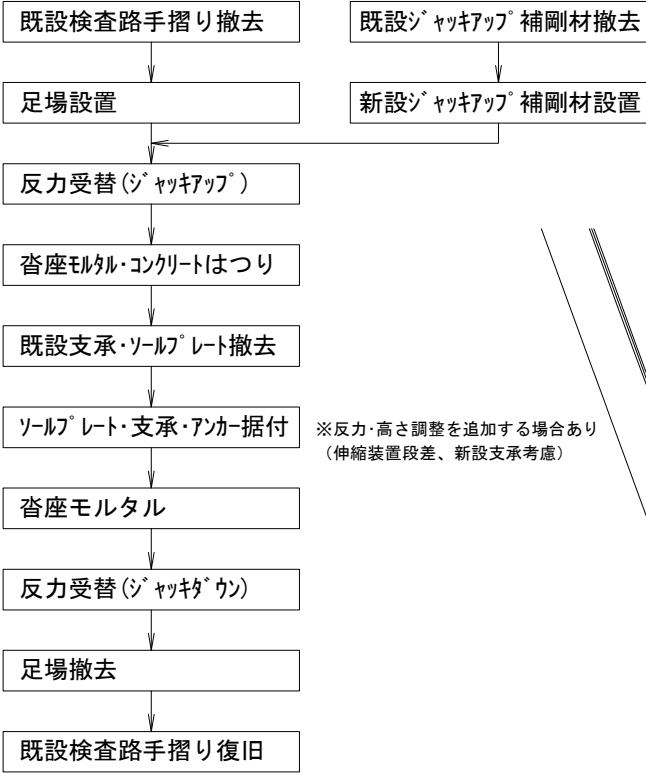 既設検査路手摺り撤去
既設ｼﾞｬｯｷｱｯﾌﾟ補剛材撤去
足場設置
新設ｼﾞｬｯｷｱｯﾌﾟ補剛材設置
反力受替(ｼﾞｬｯｷｱｯﾌﾟ)
沓座ﾓﾙﾀﾙ･ｺﾝｸﾘｰﾄはつり
既設支承･ｿｰﾙﾌﾟﾚｰﾄ撤去
ｿｰﾙﾌﾟﾚｰﾄ･支承･ｱﾝｶｰ据付
※反力･高さ調整を追加する場合あり
（伸縮装置段差、新設支承考慮）
沓座モルタル
反力受替(ｼﾞｬｯｷﾀﾞｳﾝ)
足場撤去
既設検査路手摺り復旧